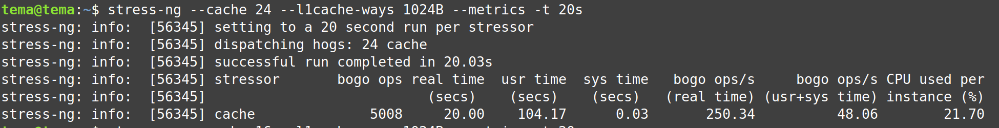 tema@tema:~$ stress-ng --cache 24 --l1cache-ways 1024B --metrics -t 20s
stress-ng: info:  [56345] setting to a 20 second run per stressor
stress-ng: info:  [56345] dispatching hogs: 24 cache
stress-ng: info:  [56345] successful run completed in 20.03s
stress-ng: info:  [56345] stressor       bogo ops real time  usr time  sys time   bogo ops/s     bogo ops/s CPU used per
stress-ng: info:  [56345]                           (secs)    (secs)    (secs)   (real time) (usr+sys time) instance (%)
stress-ng: info:  [56345] cache              5008     20.00    104.17      0.03       250.34          48.06        21.70